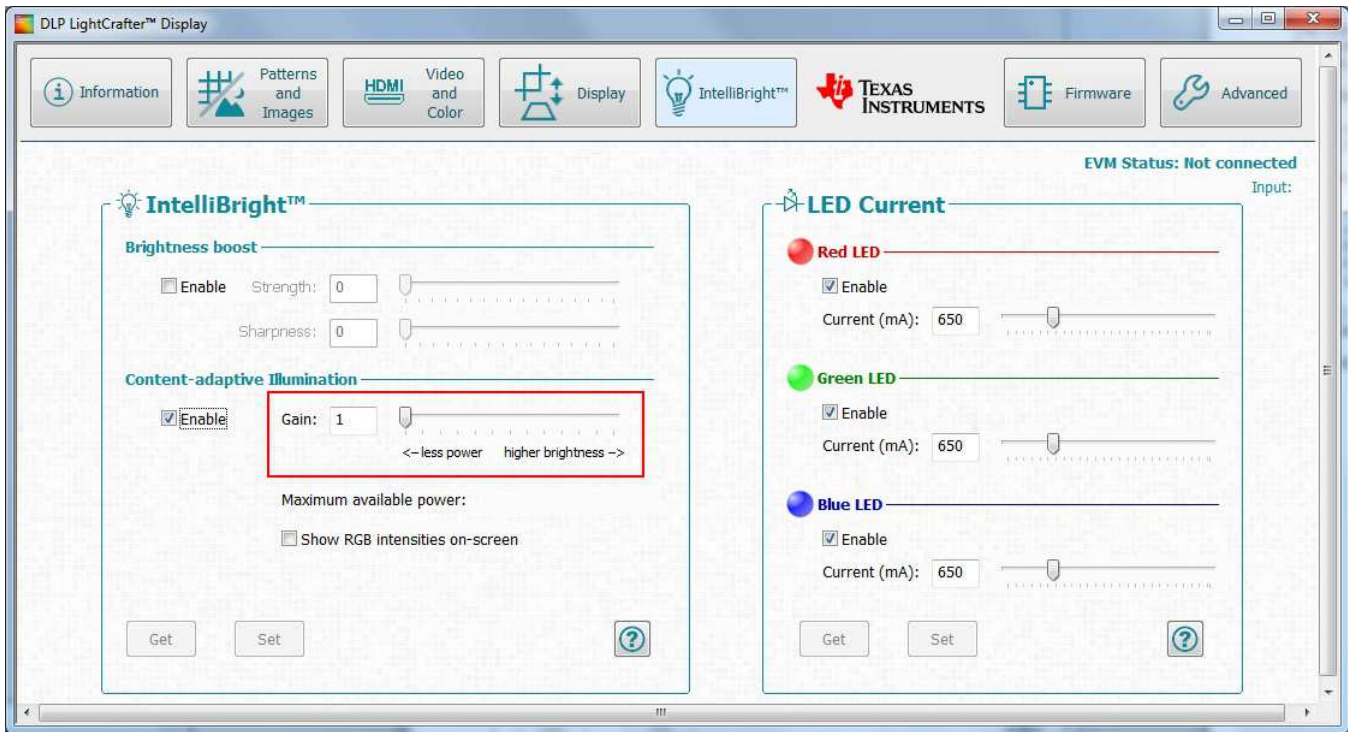 DLP LightCrafter™ Display
Information
Patterns
and
Images
HDMI
Video
and
Color
Display
IntelliBright™
TEXAS
INSTRUMENTS
Firmware
Advanced
EVM Status: Not connected
Input:
IntelliBright™
Brightness boost
Enable Strength: 0
Sharpness: 0
Content-adaptive Illumination
Enable Gain: 1
<– less power higher brightness –>
Maximum available power:
Show RGB intensities on-screen
Get Set ?
LED Current
Red LED
Enable
Current (mA): 650
Green LED
Enable
Current (mA): 650
Blue LED
Enable
Current (mA): 650
Get Set ?